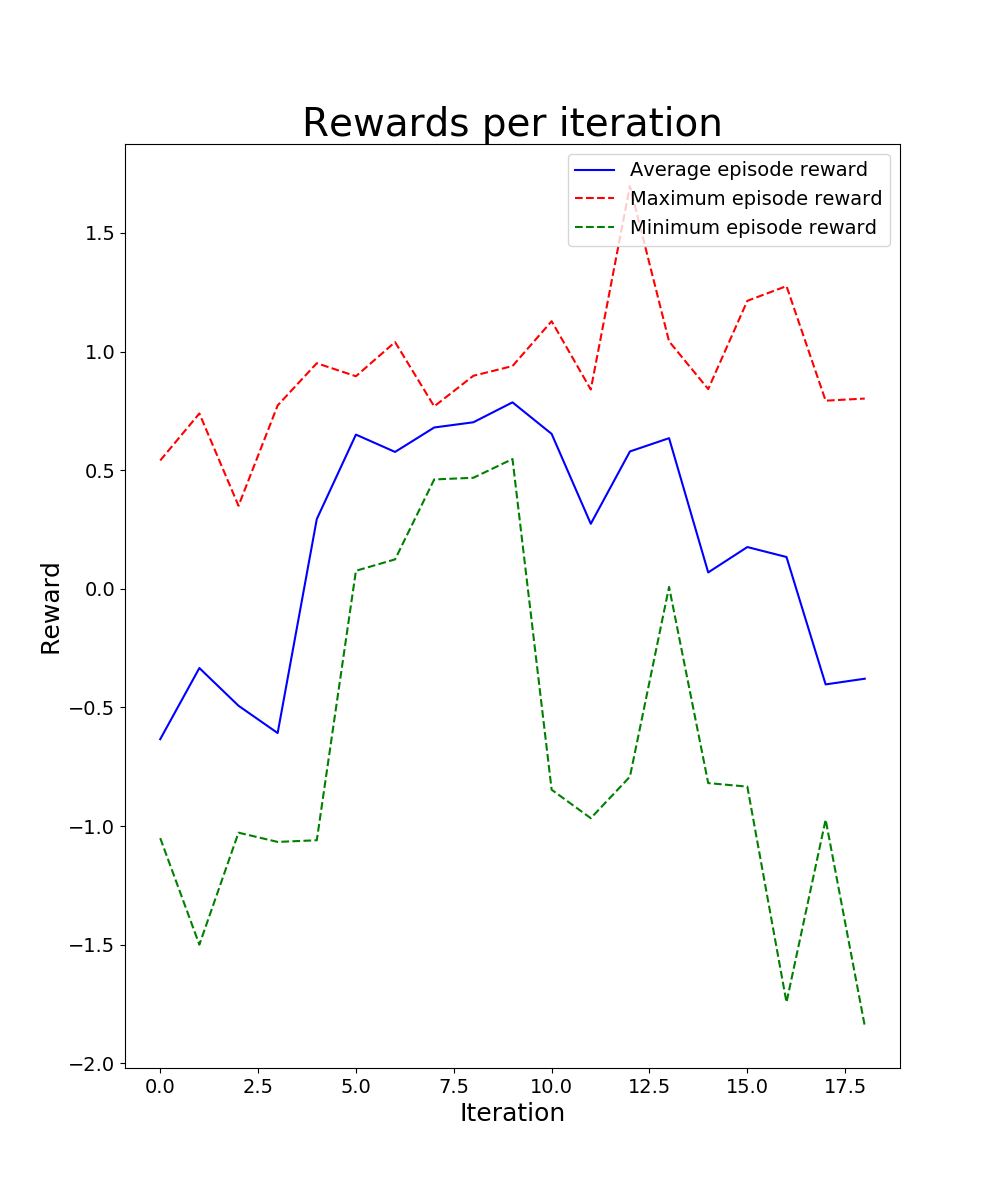 Rewards per iteration
Average episode reward
Maximum episode reward
Minimum episode reward
1.5
1.0
0.5
0.0
−0.5
−1.0
−1.5
−2.0
Reward
0.0 2.5 5.0 7.5 10.0 12.5 15.0 17.5
Iteration